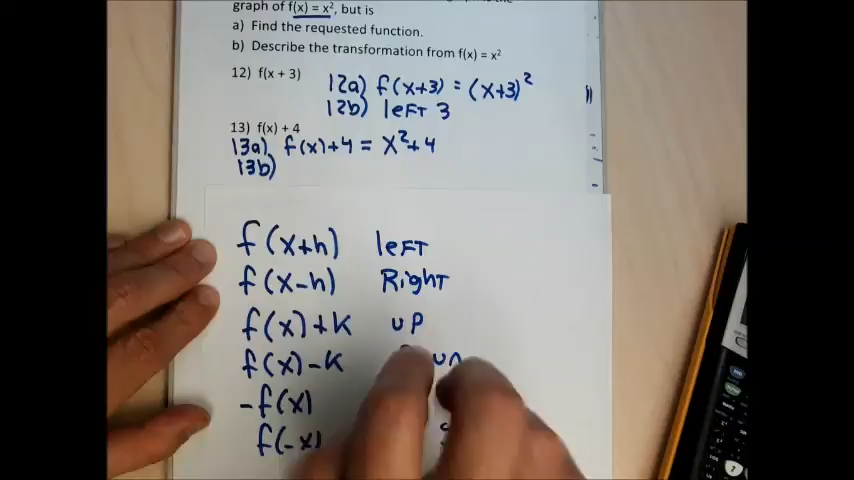 graph of f(x) = x², but is
a) Find the requested function.
b) Describe the transformation from f(x) = x²
12) f(x + 3)
12a) f(x+3) = (x+3)²
12b) left 3
13) f(x) + 4
13a) f(x)+4 = x²+4
13b)
f(x+h) left
f(x-h) Right
f(x)+k up
f(x)-k
-f(x)
f(-x)